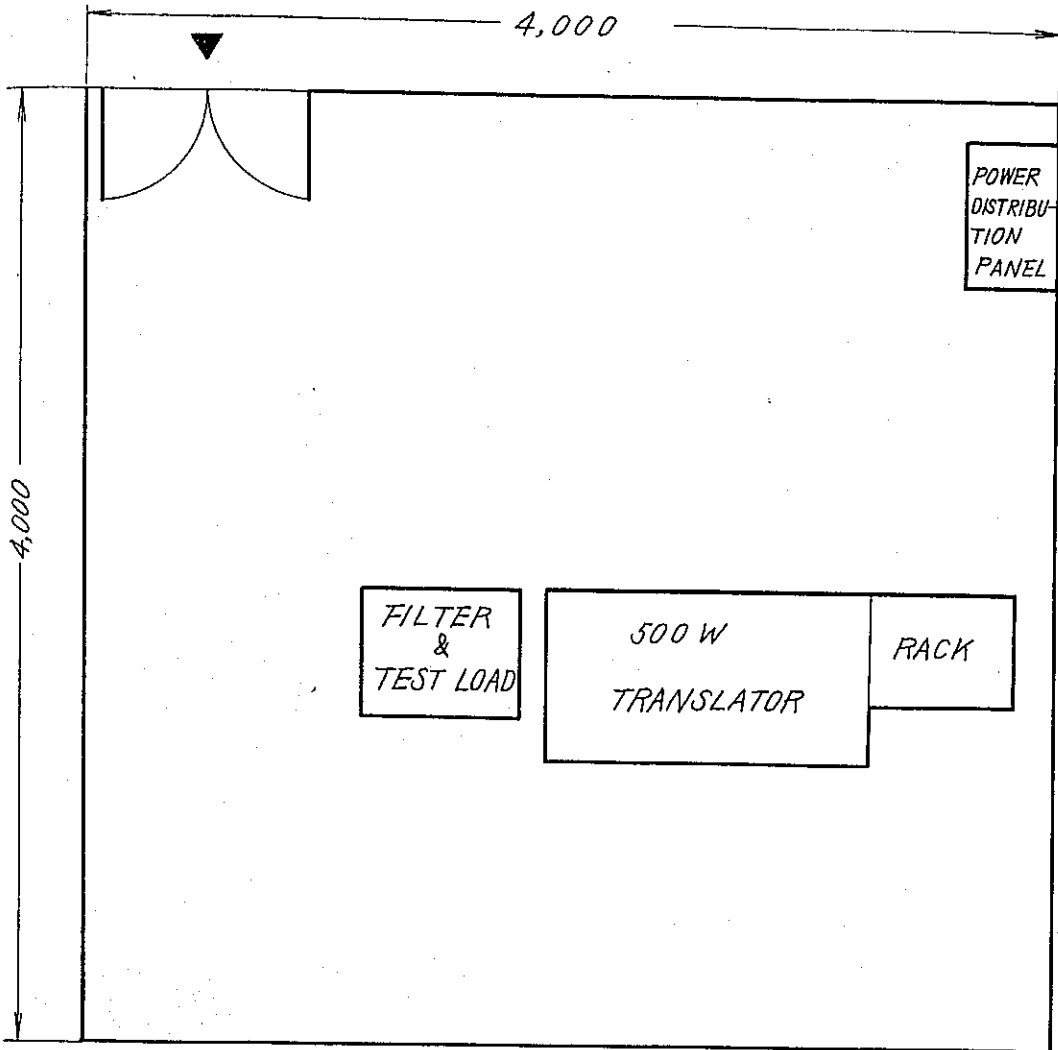 4,000
POWER
DISTRIBU-
TION
PANEL
4,000
FILTER
&
TEST LOAD
500 W
TRANSLATOR
RACK